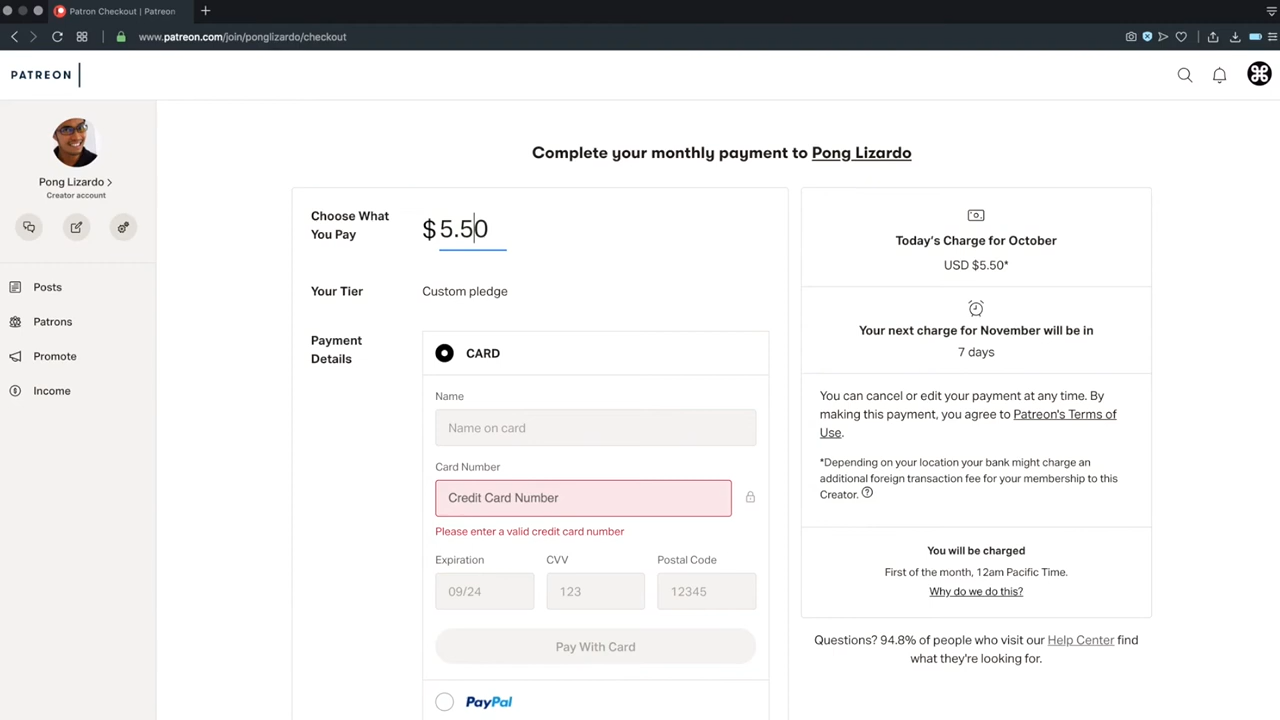 Patron Checkout | Patreon
www.patreon.com/join/ponglizardo/checkout
PATREON
Pong Lizardo
Creator account
Posts
Patrons
Promote
Income
Complete your monthly payment to Pong Lizardo
Choose What
You Pay
$ 5.50
Your Tier
Custom pledge
Payment
Details
CARD
Name
Name on card
Card Number
Credit Card Number
Please enter a valid credit card number
Expiration CVV Postal Code
09/24 123 12345
Pay With Card
PayPal
Today's Charge for October
USD $5.50*
Your next charge for November will be in
7 days
You can cancel or edit your payment at any time. By
making this payment, you agree to Patreon's Terms of
Use.
*Depending on your location your bank might charge an
additional foreign transaction fee for your membership to this
Creator.
You will be charged
First of the month, 12am Pacific Time.
Why do we do this?
Questions? 94.8% of people who visit our Help Center find
what they're looking for.